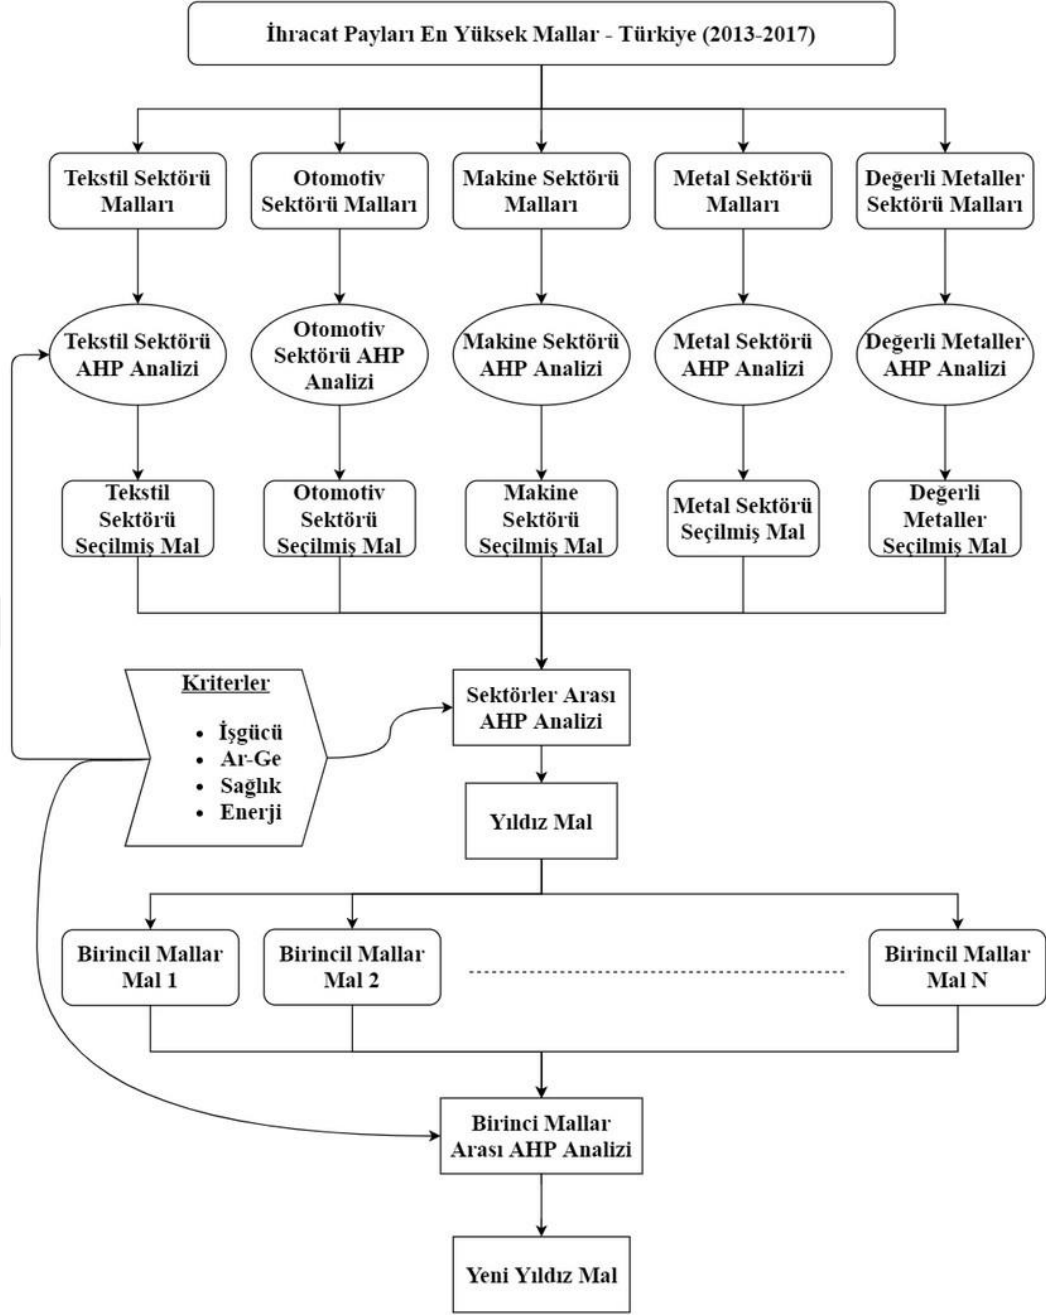 İhracat Payları En Yüksek Mallar - Türkiye (2013-2017)
Tekstil Sektörü
Malları
Otomotiv
Sektörü Malları
Makine Sektörü
Malları
Metal Sektörü
Malları
Değerli Metaller
Sektörü Malları
Tekstil Sektörü
AHP Analizi
Otomotiv
Sektörü AHP
Analizi
Makine Sektörü
AHP Analizi
Metal Sektörü
AHP Analizi
Değerli Metaller
AHP Analizi
Tekstil
Sektörü
Seçilmiş Mal
Otomotiv
Sektörü
Seçilmiş Mal
Makine
Sektörü
Seçilmiş Mal
Metal Sektörü
Seçilmiş Mal
Değerli
Metaller
Seçilmiş Mal
Kriterler
• İşgücü
• Ar-Ge
• Sağlık
• Enerji
Sektörler Arası
AHP Analizi
Yıldız Mal
Birincil Mallar
Mal 1
Birincil Mallar
Mal 2
Birincil Mallar
Mal N
Birinci Mallar
Arası AHP Analizi
Yeni Yıldız Mal